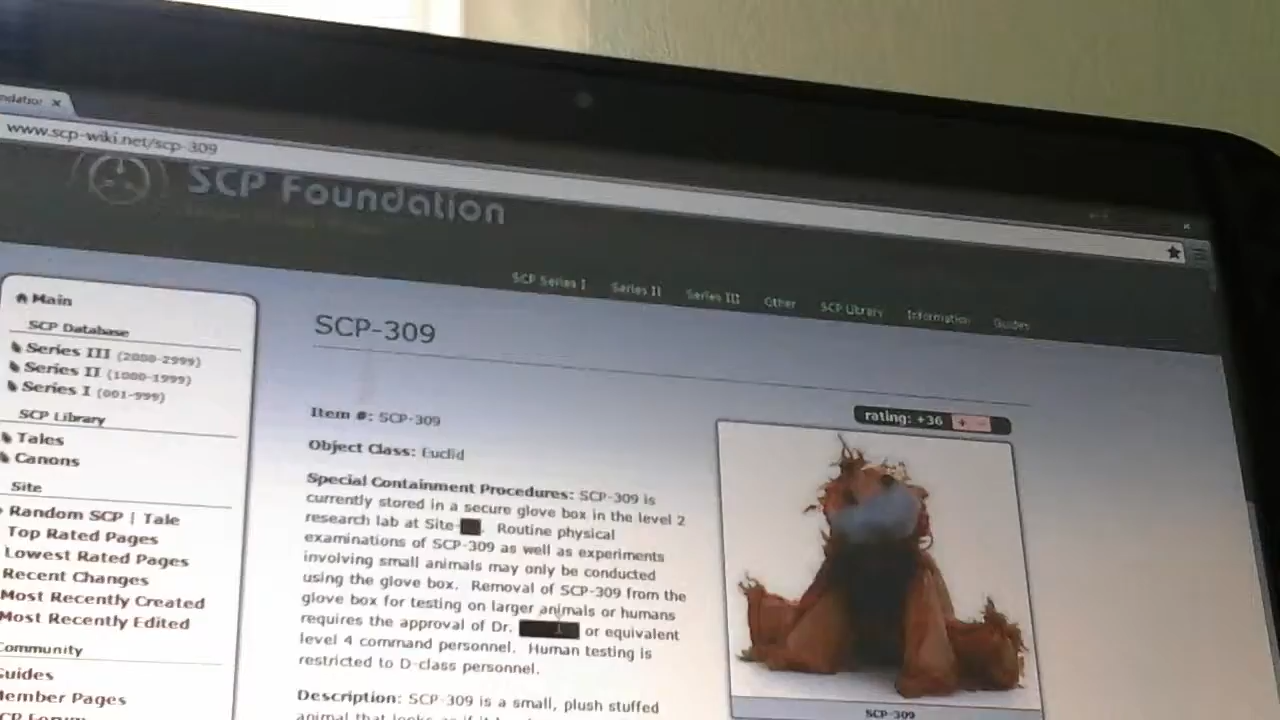 ndation ×
www.scp-wiki.net/scp-309
SCP Foundation
SCP Series I Series II Series III Other SCP Library Information Guides
Main
SCP Database
Series III (2000-2999)
Series II (1000-1999)
Series I (001-999)
SCP Library
Tales
Canons
Site
Random SCP | Tale
Top Rated Pages
Lowest Rated Pages
Recent Changes
Most Recently Created
Most Recently Edited
Community
Guides
Member Pages
SCP-309
rating: +36 + -
Item #: SCP-309
Object Class: Euclid
Special Containment Procedures: SCP-309 is
currently stored in a secure glove box in the level 2
research lab at Site-██. Routine physical
examinations of SCP-309 as well as experiments
involving small animals may only be conducted
using the glove box. Removal of SCP-309 from the
glove box for testing on larger animals or humans
requires the approval of Dr. ██████ or equivalent
level 4 command personnel. Human testing is
restricted to D-class personnel.
Description: SCP-309 is a small, plush stuffed
SCP-309